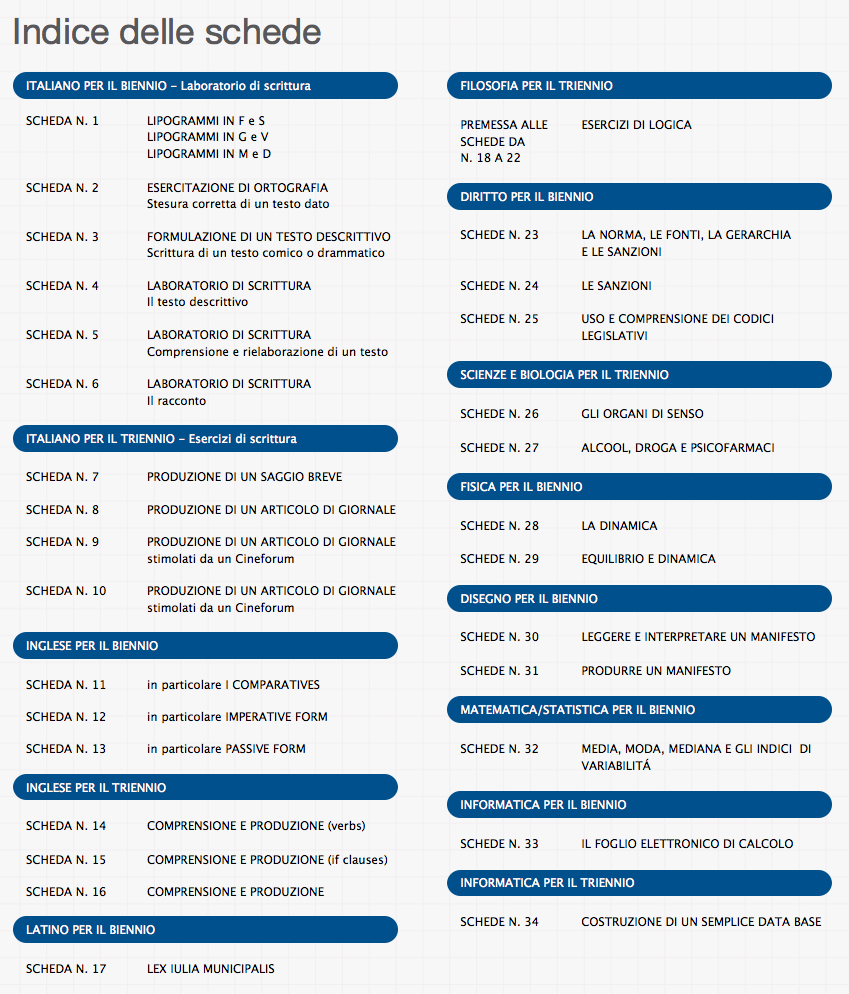 Indice delle schede
ITALIANO PER IL BIENNIO – Laboratorio di scrittura
SCHEDA N. 1 LIPOGRAMMI IN F e S
LIPOGRAMMI IN G e V
LIPOGRAMMI IN M e D
SCHEDA N. 2 ESERCITAZIONE DI ORTOGRAFIA
Stesura corretta di un testo dato
SCHEDA N. 3 FORMULAZIONE DI UN TESTO DESCRITTIVO
Scrittura di un testo comico o drammatico
SCHEDA N. 4 LABORATORIO DI SCRITTURA
Il testo descrittivo
SCHEDA N. 5 LABORATORIO DI SCRITTURA
Comprensione e rielaborazione di un testo
SCHEDA N. 6 LABORATORIO DI SCRITTURA
Il racconto
ITALIANO PER IL TRIENNIO – Esercizi di scrittura
SCHEDA N. 7 PRODUZIONE DI UN SAGGIO BREVE
SCHEDA N. 8 PRODUZIONE DI UN ARTICOLO DI GIORNALE
SCHEDA N. 9 PRODUZIONE DI UN ARTICOLO DI GIORNALE
stimolati da un Cineforum
SCHEDA N. 10 PRODUZIONE DI UN ARTICOLO DI GIORNALE
stimolati da un Cineforum
INGLESE PER IL BIENNIO
SCHEDA N. 11 in particolare I COMPARATIVES
SCHEDA N. 12 in particolare IMPERATIVE FORM
SCHEDA N. 13 in particolare PASSIVE FORM
INGLESE PER IL TRIENNIO
SCHEDA N. 14 COMPRENSIONE E PRODUZIONE (verbs)
SCHEDA N. 15 COMPRENSIONE E PRODUZIONE (if clauses)
SCHEDA N. 16 COMPRENSIONE E PRODUZIONE
LATINO PER IL BIENNIO
SCHEDA N. 17 LEX IULIA MUNICIPALIS
FILOSOFIA PER IL TRIENNIO
PREMESSA ALLE ESERCIZI DI LOGICA
SCHEDE DA
N. 18 A 22
DIRITTO PER IL BIENNIO
SCHEDE N. 23 LA NORMA, LE FONTI, LA GERARCHIA
E LE SANZIONI
SCHEDE N. 24 LE SANZIONI
SCHEDE N. 25 USO E COMPRENSIONE DEI CODICI
LEGISLATIVI
SCIENZE E BIOLOGIA PER IL TRIENNIO
SCHEDE N. 26 GLI ORGANI DI SENSO
SCHEDE N. 27 ALCOOL, DROGA E PSICOFARMACI
FISICA PER IL BIENNIO
SCHEDE N. 28 LA DINAMICA
SCHEDE N. 29 EQUILIBRIO E DINAMICA
DISEGNO PER IL BIENNIO
SCHEDE N. 30 LEGGERE E INTERPRETARE UN MANIFESTO
SCHEDE N. 31 PRODURRE UN MANIFESTO
MATEMATICA/STATISTICA PER IL BIENNIO
SCHEDE N. 32 MEDIA, MODA, MEDIANA E GLI INDICI DI
VARIABILITÁ
INFORMATICA PER IL BIENNIO
SCHEDE N. 33 IL FOGLIO ELETTRONICO DI CALCOLO
INFORMATICA PER IL TRIENNIO
SCHEDE N. 34 COSTRUZIONE DI UN SEMPLICE DATA BASE